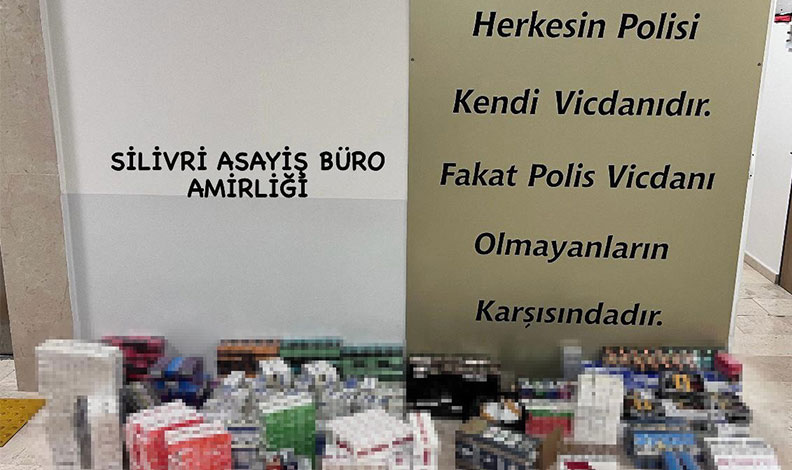 SİLİVRİ ASAYİŞ BÜRO
AMİRLİĞİ
Herkesin Polisi
Kendi Vicdanıdır.
Fakat Polis Vicdanı
Olmayanların
Karşısındadır.